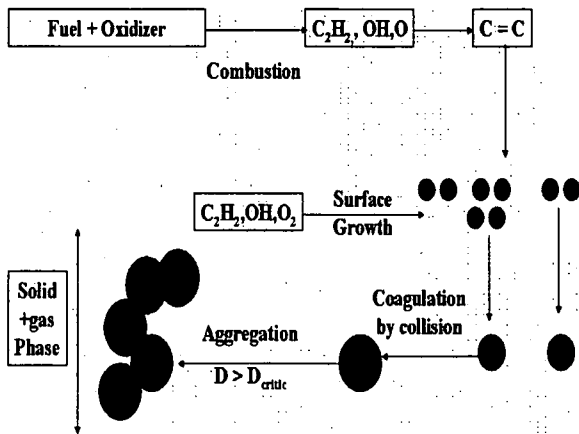 Fuel + Oxidizer
C₂H₂, OH,O
C = C
Combustion
C₂H₂,OH,O₂
Surface
Growth
Solid
+gas
Phase
Coagulation
by collision
Aggregation
D > Dcritic